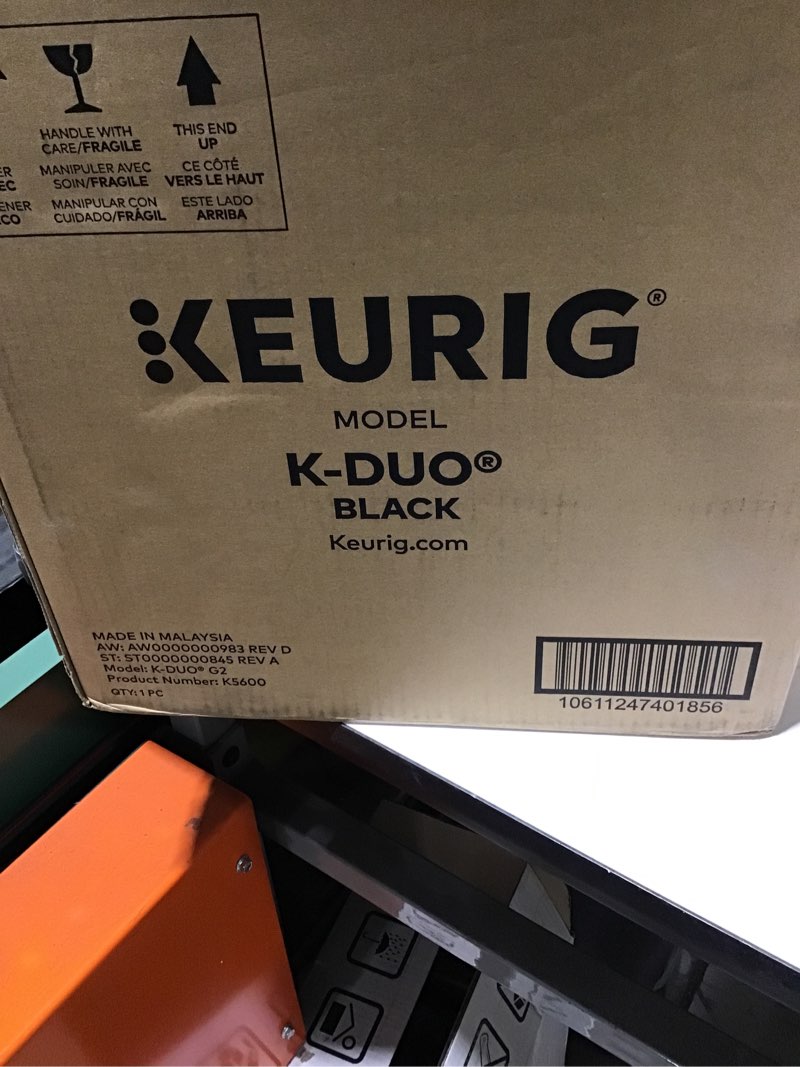 HANDLE WITH
CARE/FRAGILE
MANIPULER AVEC
SOIN/FRAGILE
MANIPULAR CON
CUIDADO/FRÁGIL
THIS END
UP
CE CÔTÉ
VERS LE HAUT
ESTE LADO
ARRIBA
KEURIG®
MODEL
K-DUO®
BLACK
Keurig.com
MADE IN MALAYSIA
AW: AW0000000983 REV D
ST: ST0000000845 REV A
Model: K-DUO® G2
Product Number: K5600
QTY: 1 PC
10611247401856